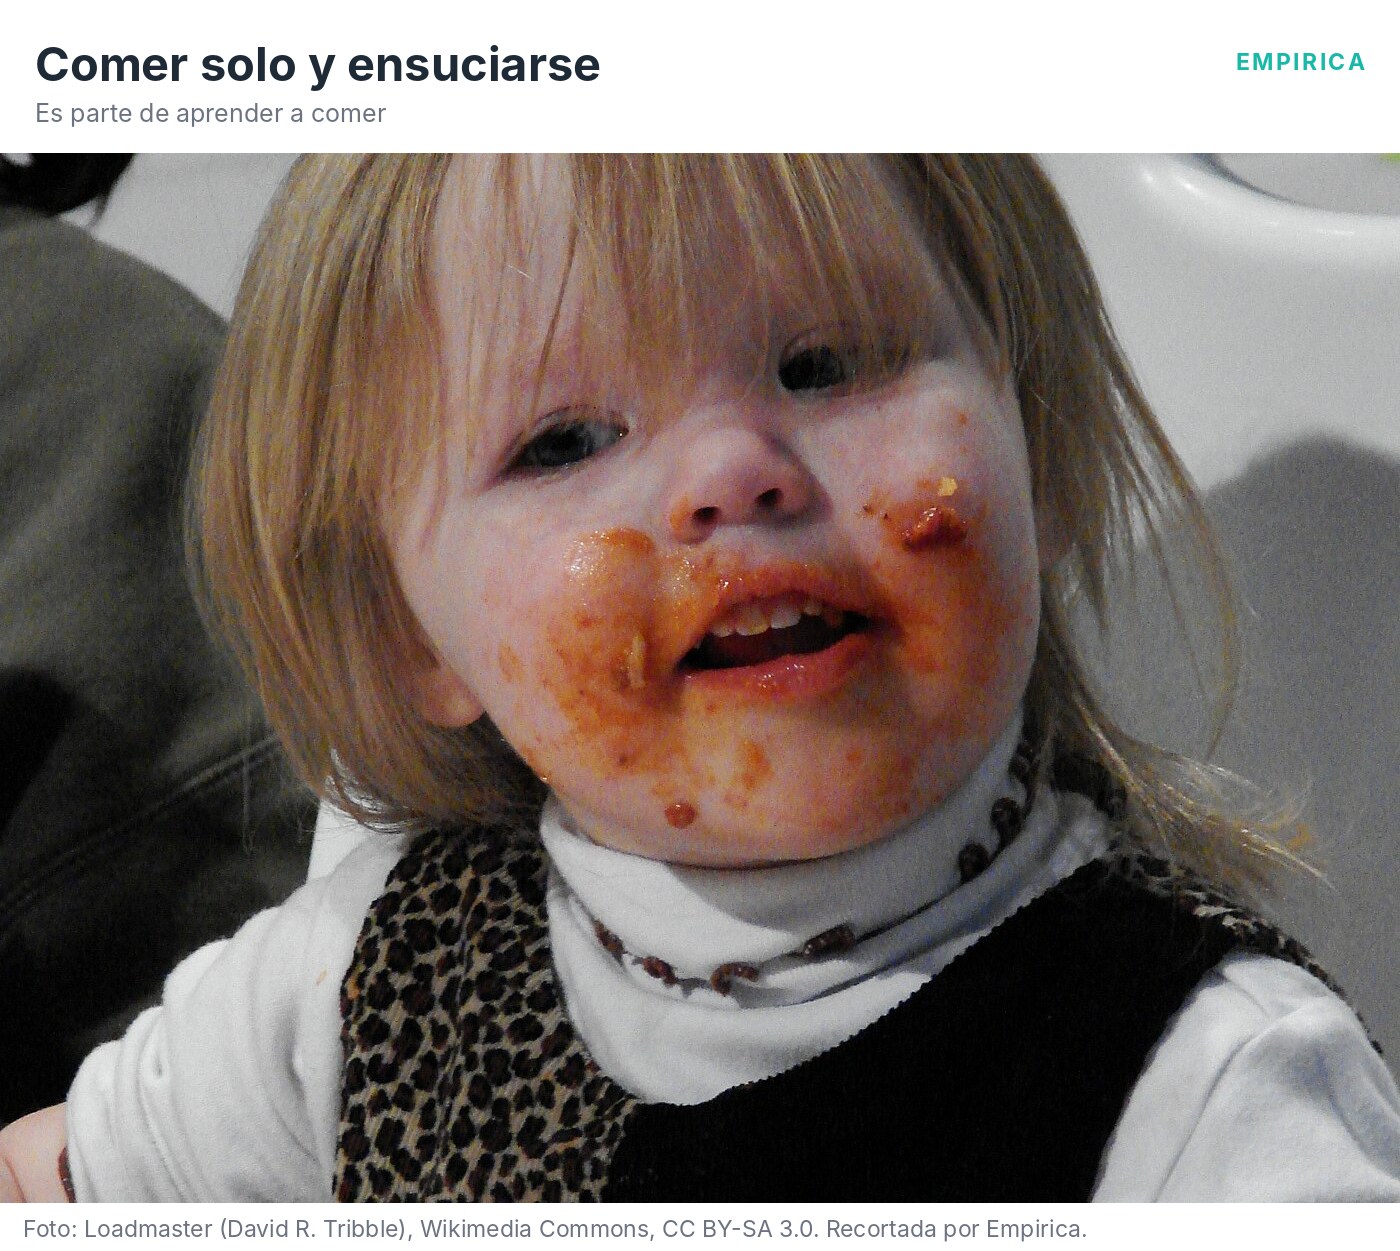 Comer solo y ensuciarse
EMPIRICA
Es parte de aprender a comer
Foto: Loadmaster (David R. Tribble), Wikimedia Commons, CC BY-SA 3.0. Recortada por Empirica.